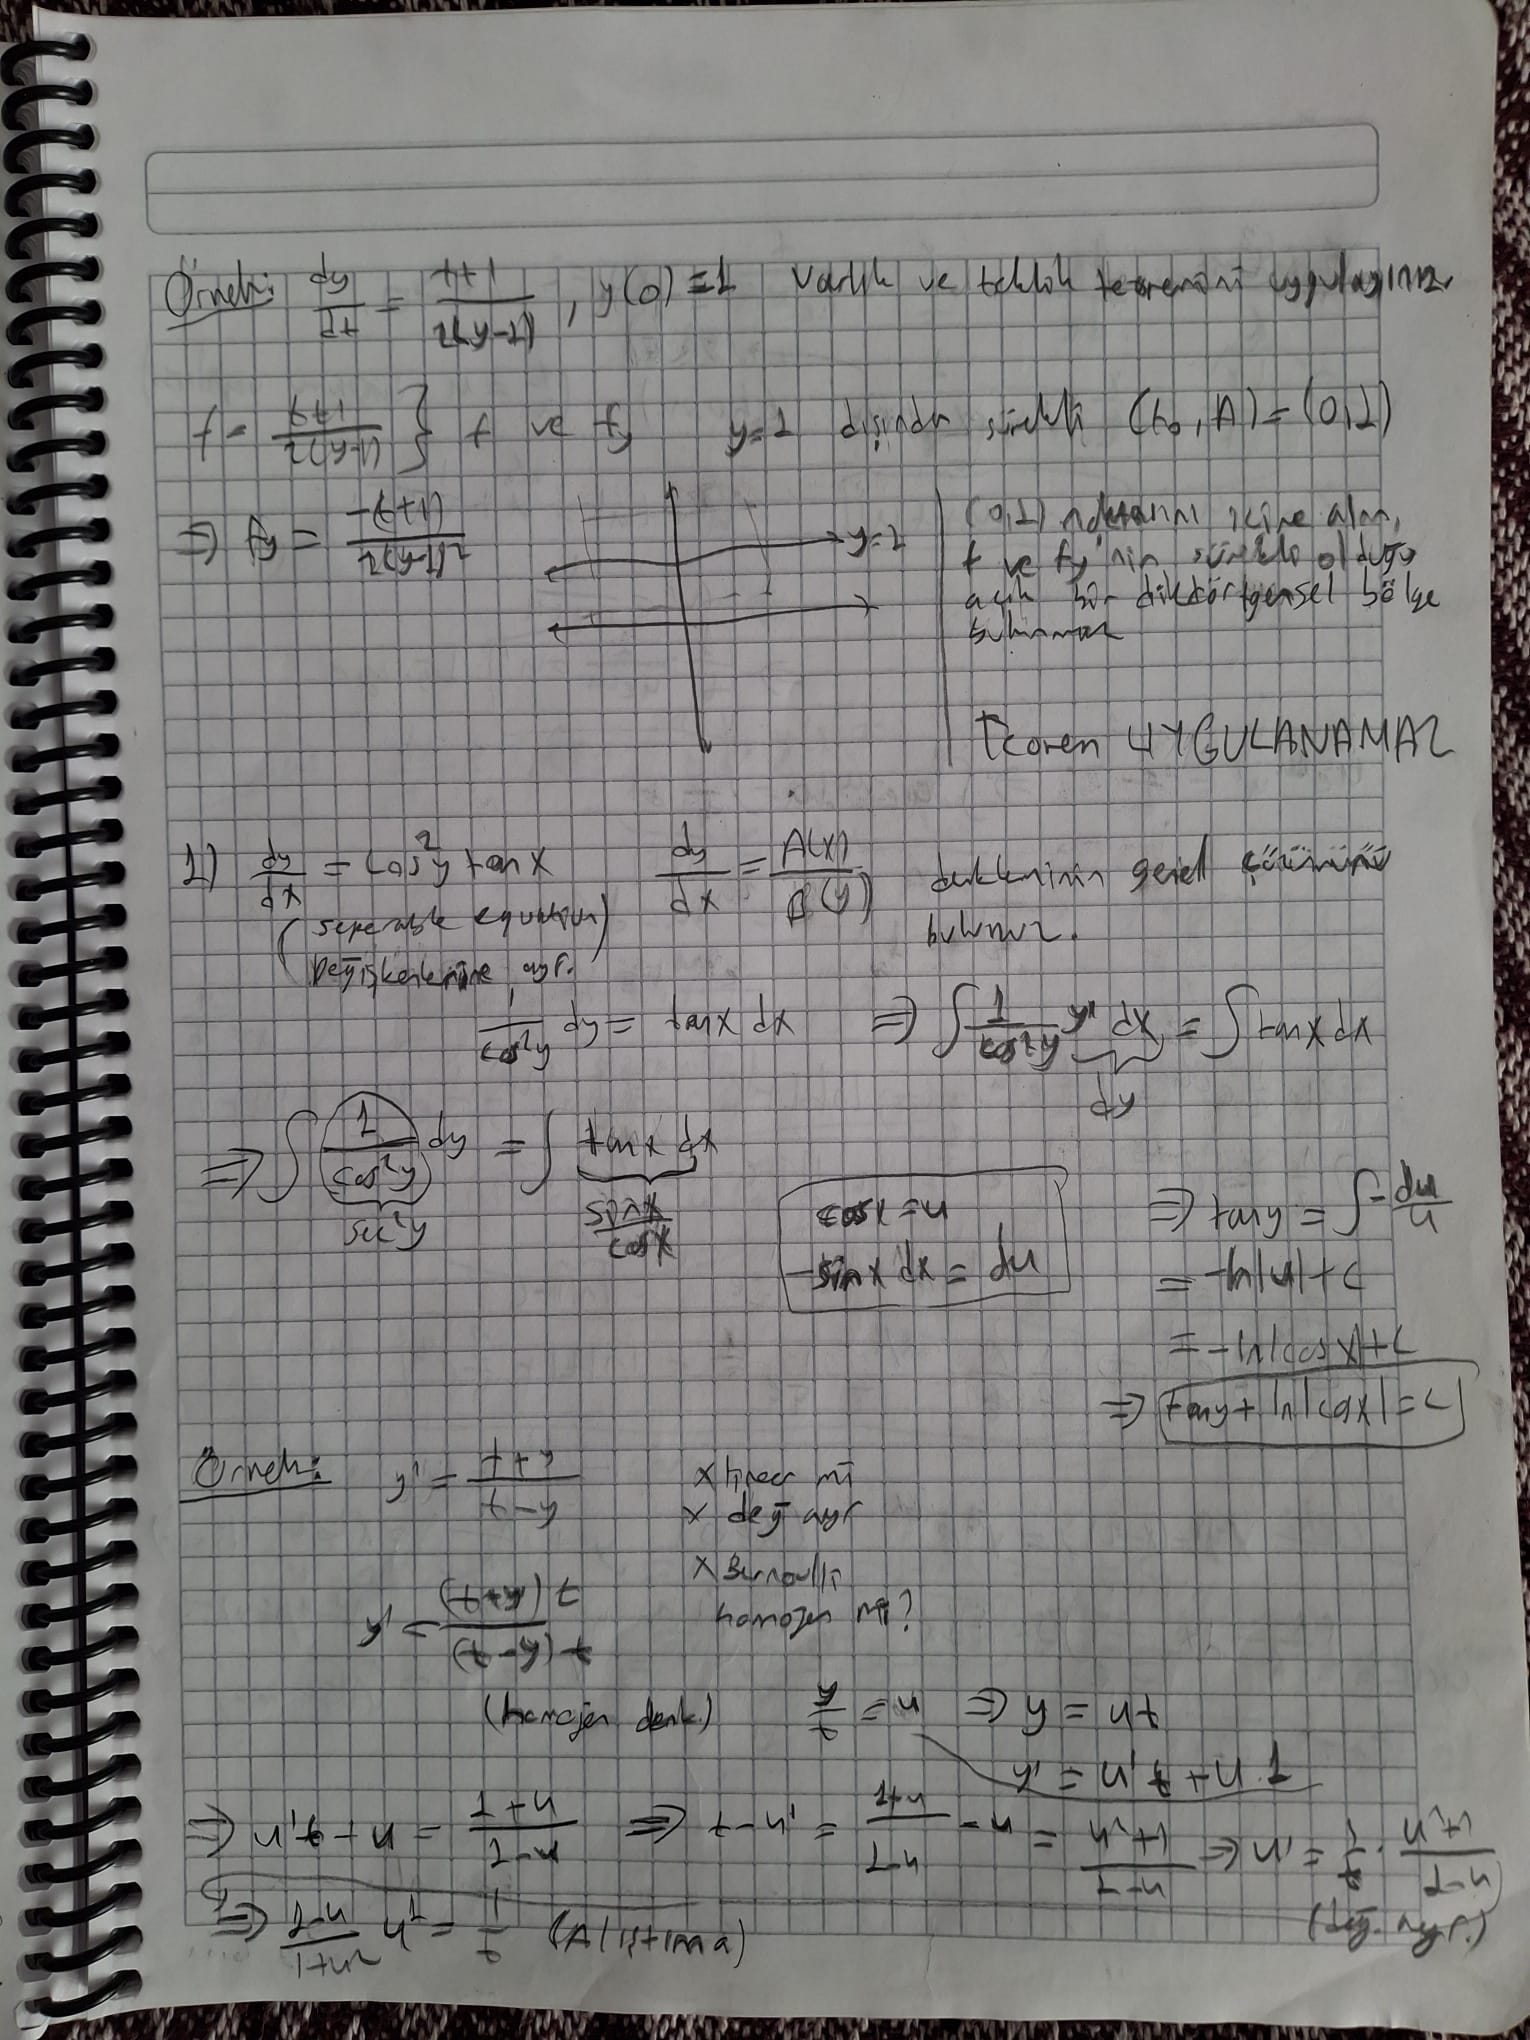 Örnek: dy/dt = t+1/2(y-1), y(0)=1 Varlık ve teklik teoremini uygulayınız.
f = t+1/2(y-1) } f ve fy y=1 dışında sürekli (t0, A) = (0,1)
⇒ fy = -(t+1)/2(y-1)²
y=1
(0,1) noktasını içine alan,
f ve fy'nin sürekli olduğu
açık bir dikdörtgensel bölge
bulunamaz
Teorem UYGULANAMAZ
1) dy/dx = cos²y tanx dy/dx = A(x)/B(y) denkleminin genel çözümünü
(seperable equation)
bulunuz.
Değişkenlerine ayr.
1/cos²y dy = tanx dx ⇒ ∫ 1/cos²y y' dx = ∫ tanx dx
dy
⇒ ∫ 1/cos²y dy = ∫ tanx dx
sec²y sinx/cosx
cosx = u
-sinx dx = du
⇒ tany = ∫ -du/u
= -ln|u| + c
= -ln|cosx| + c
⇒ tany + ln|cosx| = c
Örnek: y' = t+y/t-y
x lineer mi
x değ ayr
x Bernoulli
homojen mi?
y' = (t+y) t/(t-y) t
(homojen denk.) y/t = u ⇒ y = ut
y' = u't + u.1
⇒ u't + u = 1+u/1-u ⇒ t-u' = 1+u/1-u - u = u²+1/1-u ⇒ u' = 1/t · u²+1/1-u
(değ. ayr.)
⇒ 1-u/1+u² u' = 1/t (Alıştırma)